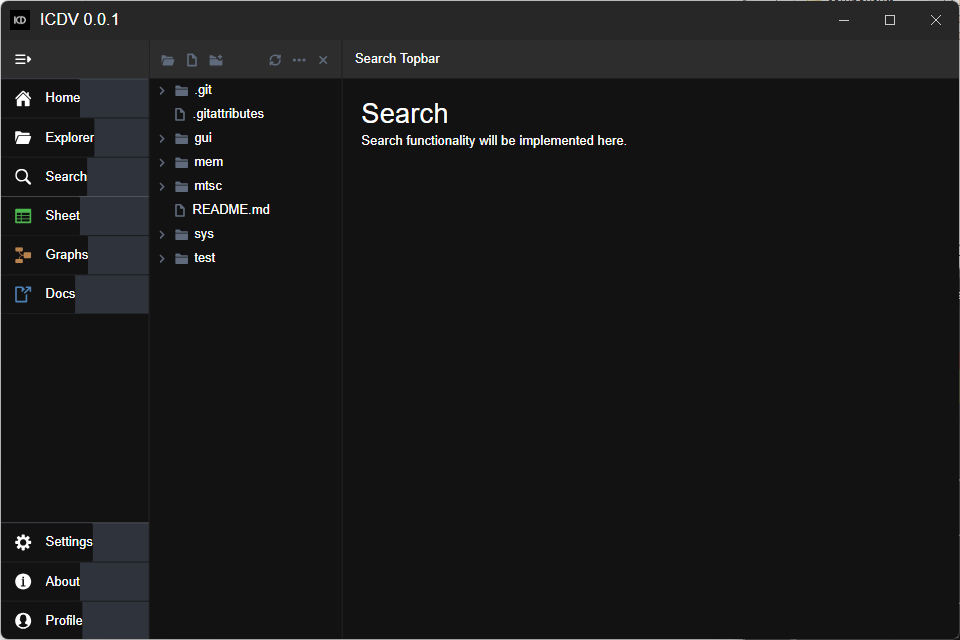 KD ICDV 0.0.1
Search Topbar
Home
Explorer
Search
Sheet
Graphs
Docs
Settings
About
Profile
.git
.gitattributes
gui
mem
mtsc
README.md
sys
test
Search
Search functionality will be implemented here.